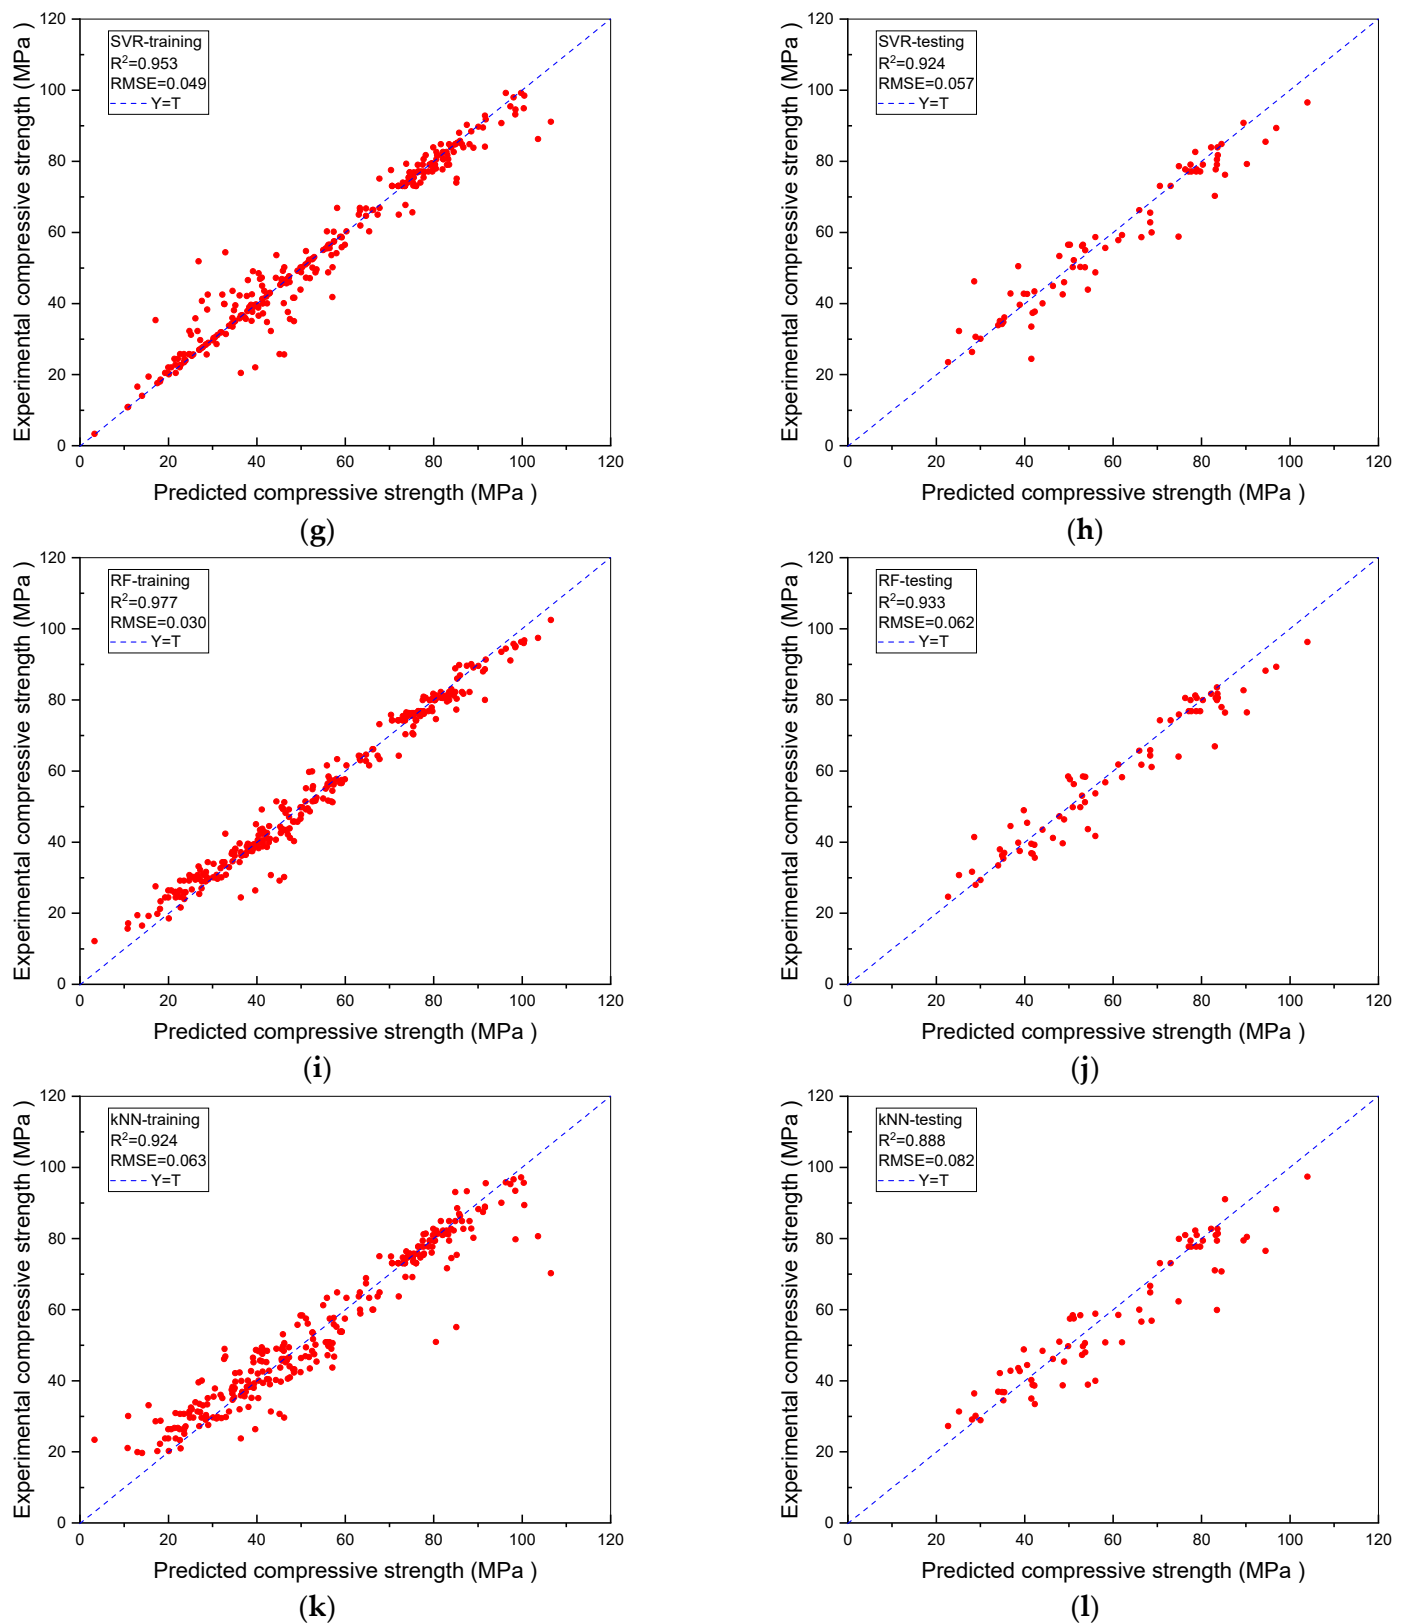 Experimental compressive strength (MPa )
120
100
80
60
40
20
0
SVR-training
R²=0.953
RMSE=0.049
Y=T
0 20 40 60 80 100 120
Predicted compressive strength (MPa )
(g)
Experimental compressive strength (MPa )
120
100
80
60
40
20
0
SVR-testing
R²=0.924
RMSE=0.057
Y=T
0 20 40 60 80 100 120
Predicted compressive strength (MPa )
(h)
Experimental compressive strength (MPa )
120
100
80
60
40
20
0
RF-training
R²=0.977
RMSE=0.030
Y=T
0 20 40 60 80 100 120
Predicted compressive strength (MPa )
(i)
Experimental compressive strength (MPa )
120
100
80
60
40
20
0
RF-testing
R²=0.933
RMSE=0.062
Y=T
0 20 40 60 80 100 120
Predicted compressive strength (MPa )
(j)
Experimental compressive strength (MPa )
120
100
80
60
40
20
0
kNN-training
R²=0.924
RMSE=0.063
Y=T
0 20 40 60 80 100 120
Predicted compressive strength (MPa )
(k)
Experimental compressive strength (MPa )
120
100
80
60
40
20
0
kNN-testing
R²=0.888
RMSE=0.082
Y=T
0 20 40 60 80 100 120
Predicted compressive strength (MPa )
(l)